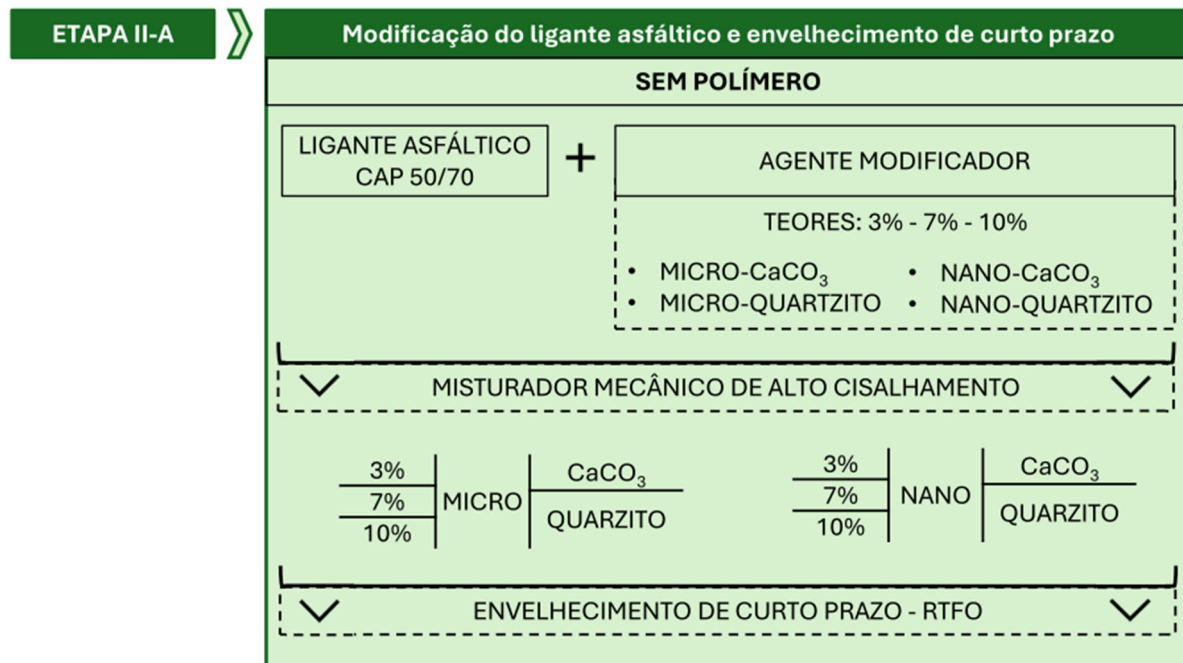 ETAPA II-A
Modificação do ligante asfáltico e envelhecimento de curto prazo
SEM POLÍMERO
LIGANTE ASFÁLTICO
CAP 50/70
+
AGENTE MODIFICADOR
TEORES: 3% - 7% - 10%
• MICRO-CaCO₃
• NANO-CaCO₃
• MICRO-QUARTZITO
• NANO-QUARTZITO
MISTURADOR MECÂNICO DE ALTO CISALHAMENTO
3%
7%
10%
MICRO
CaCO₃
QUARZITO
3%
7%
10%
NANO
CaCO₃
QUARZITO
ENVELHECIMENTO DE CURTO PRAZO - RTFO